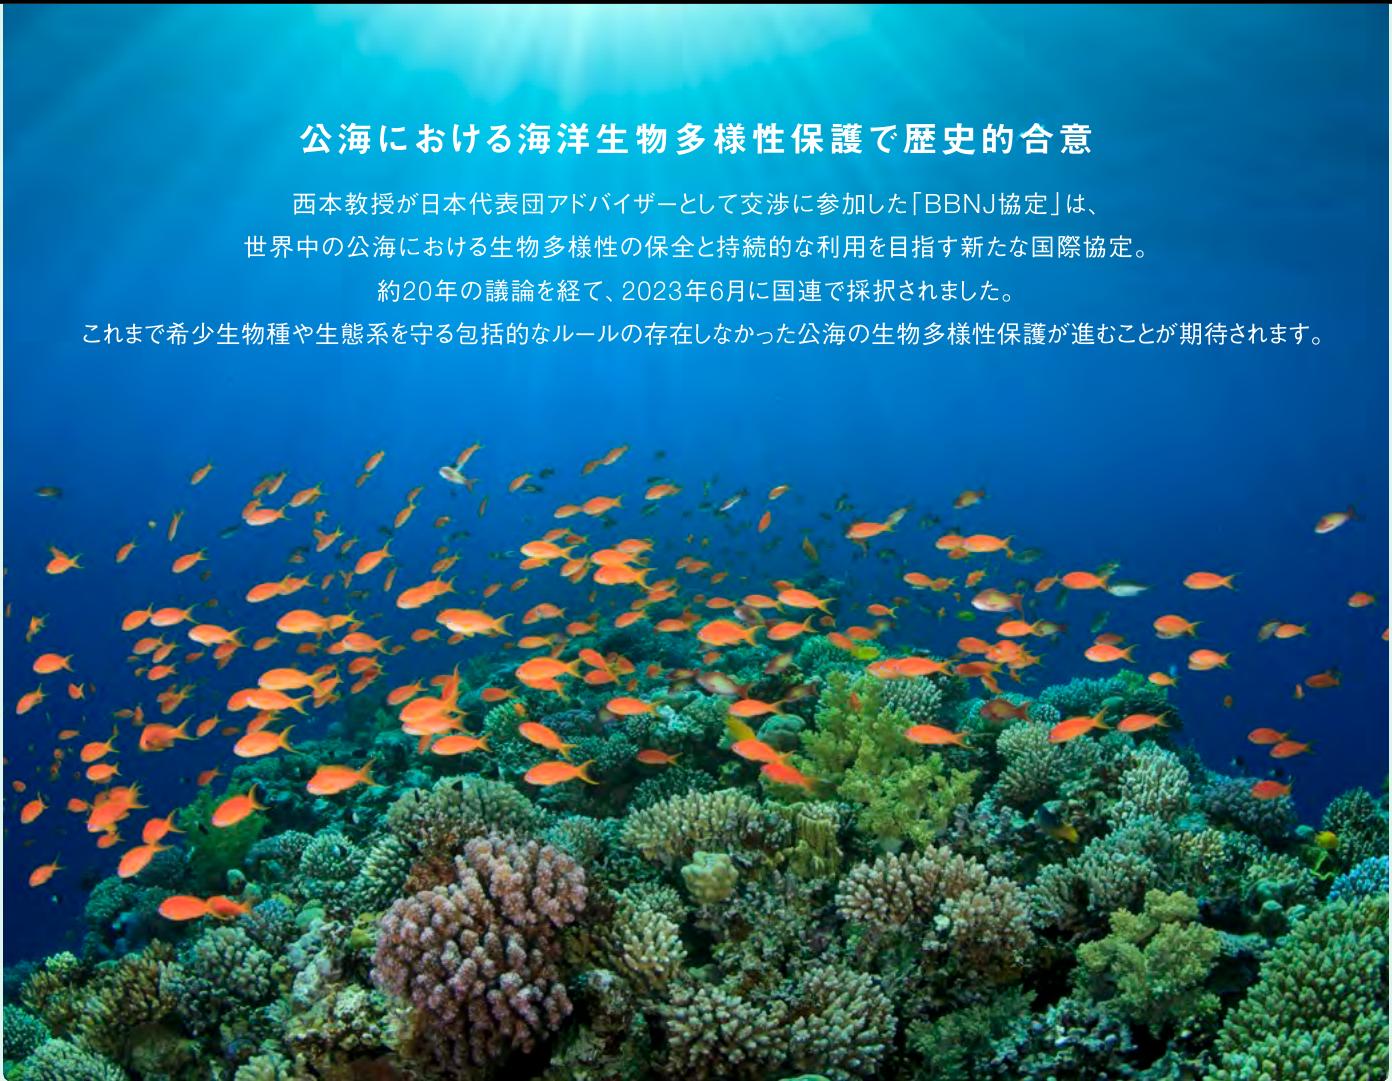 公海における海洋生物多様性保護で歴史的合意
西本教授が日本代表団アドバイザーとして交渉に参加した「BBNJ協定」は、
世界中の公海における生物多様性の保全と持続的な利用を目指す新たな国際協定。
約20年の議論を経て、2023年6月に国連で採択されました。
これまで希少生物種や生態系を守る包括的なルールの存在しなかった公海の生物多様性保護が進むことが期待されます。